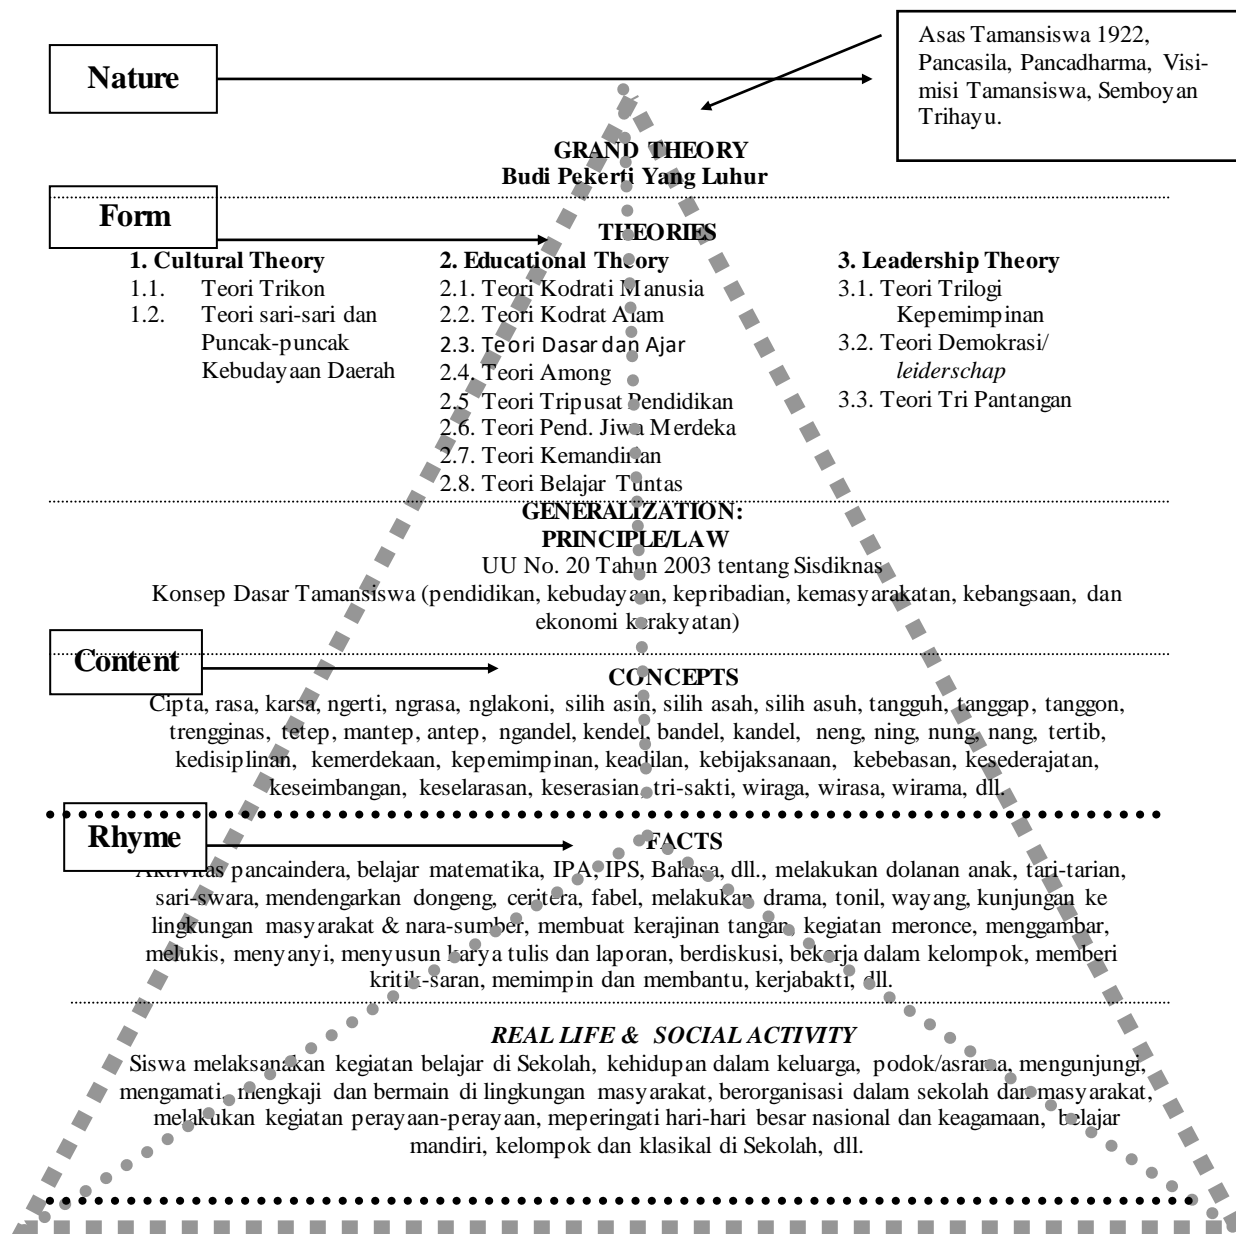 Nature
Asas Tamansiswa 1922,
Pancasila, Pancadharma, Visi-
misi Tamansiswa, Semboyan
Trihayu.
GRAND THEORY
Budi Pekerti Yang Luhur
Form
THEORIES
1. Cultural Theory
1.1. Teori Trikon
1.2. Teori sari-sari dan
Puncak-puncak
Kebudayaan Daerah
2. Educational Theory
2.1. Teori Kodrati Manusia
2.2. Teori Kodrat Alam
2.3. Teori Dasar dan Ajar
2.4. Teori Among
2.5 Teori Tripusat Pendidikan
2.6. Teori Pend. Jiwa Merdeka
2.7. Teori Kemandirian
2.8. Teori Belajar Tuntas
3. Leadership Theory
3.1. Teori Trilogi
Kepemimpinan
3.2. Teori Demokrasi/
leiderschap
3.3. Teori Tri Pantangan
GENERALIZATION:
PRINCIPLE/LAW
UU No. 20 Tahun 2003 tentang Sisdiknas
Konsep Dasar Tamansiswa (pendidikan, kebudayaan, kepribadian, kemasyarakatan, kebangsaan, dan
ekonomi kerakyatan)
Content
CONCEPTS
Cipta, rasa, karsa, ngerti, ngrasa, nglakoni, silih asih, silih asah, silih asuh, tangguh, tanggap, tanggon,
trengginas, tetep, mantep, antep, ngandel, kendel, bandel, kandel, neng, ning, nung, nang, tertib,
kedisiplinan, kemerdekaan, kepemimpinan, keadilan, kebijaksanaan, kebebasan, kesederajatan,
keseimbangan, keselarasan, keserasian, tri-sakti, wiraga, wirasa, wirama, dll.
Rhyme
FACTS
Aktivitas pancaindera, belajar matematika, IPA, IPS, Bahasa, dll., melakukan dolanan anak, tari-tarian,
sari-swara, mendengarkan dongeng, ceritera, fabel, melakukan drama, tonil, wayang, kunjungan ke
lingkungan masyarakat & nara-sumber, membuat kerajinan tangan, kegiatan meronce, menggambar,
melukis, menyanyi, menyusun karya tulis dan laporan, berdiskusi, bekerja dalam kelompok, memberi
kritik-saran, memimpin dan membantu, kerjabakti, dll.
REAL LIFE & SOCIAL ACTIVITY
Siswa melaksanakan kegiatan belajar di Sekolah, kehidupan dalam keluarga, podok/asrama, mengunjungi,
mengamati, mengkaji dan bermain di lingkungan masyarakat, berorganisasi dalam sekolah dan masyarakat,
melakukan kegiatan perayaan-perayaan, meperingati hari-hari besar nasional dan keagamaan, belajar
mandiri, kelompok dan klasikal di Sekolah, dll.